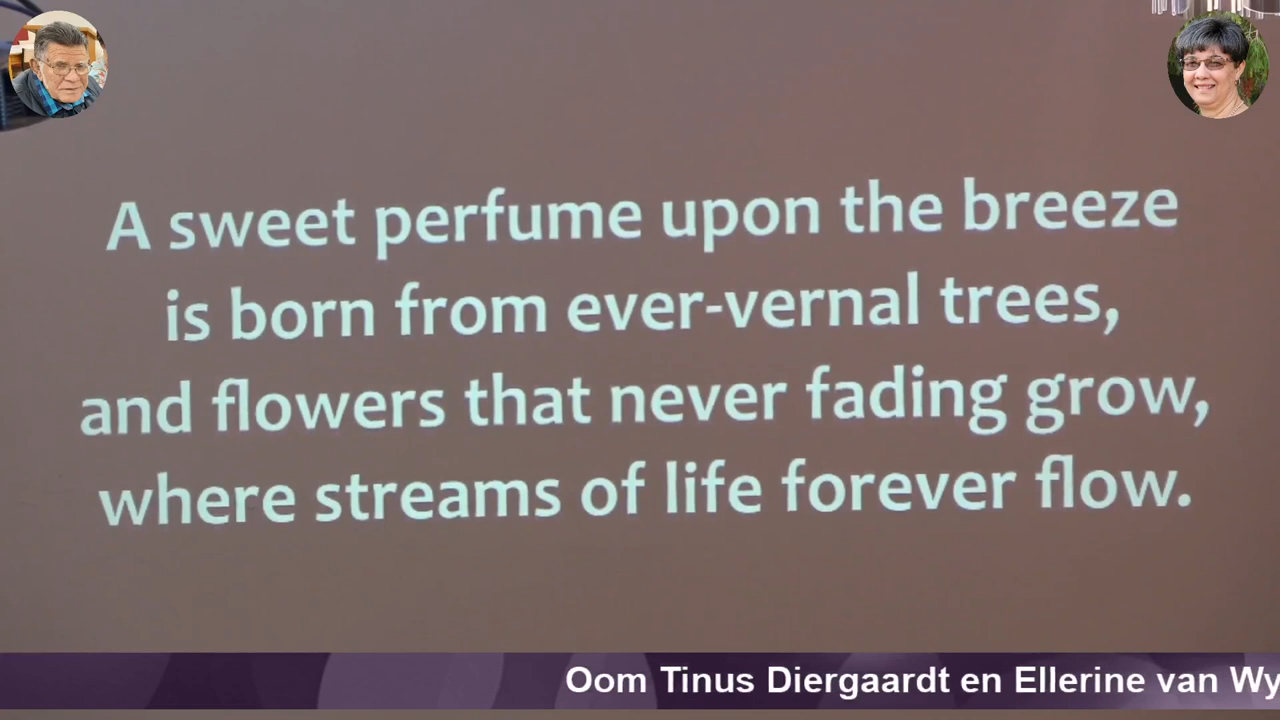 A sweet perfume upon the breeze
is born from ever-vernal trees,
and flowers that never fading grow,
where streams of life forever flow.
Oom Tinus Diergaardt en Ellerine van